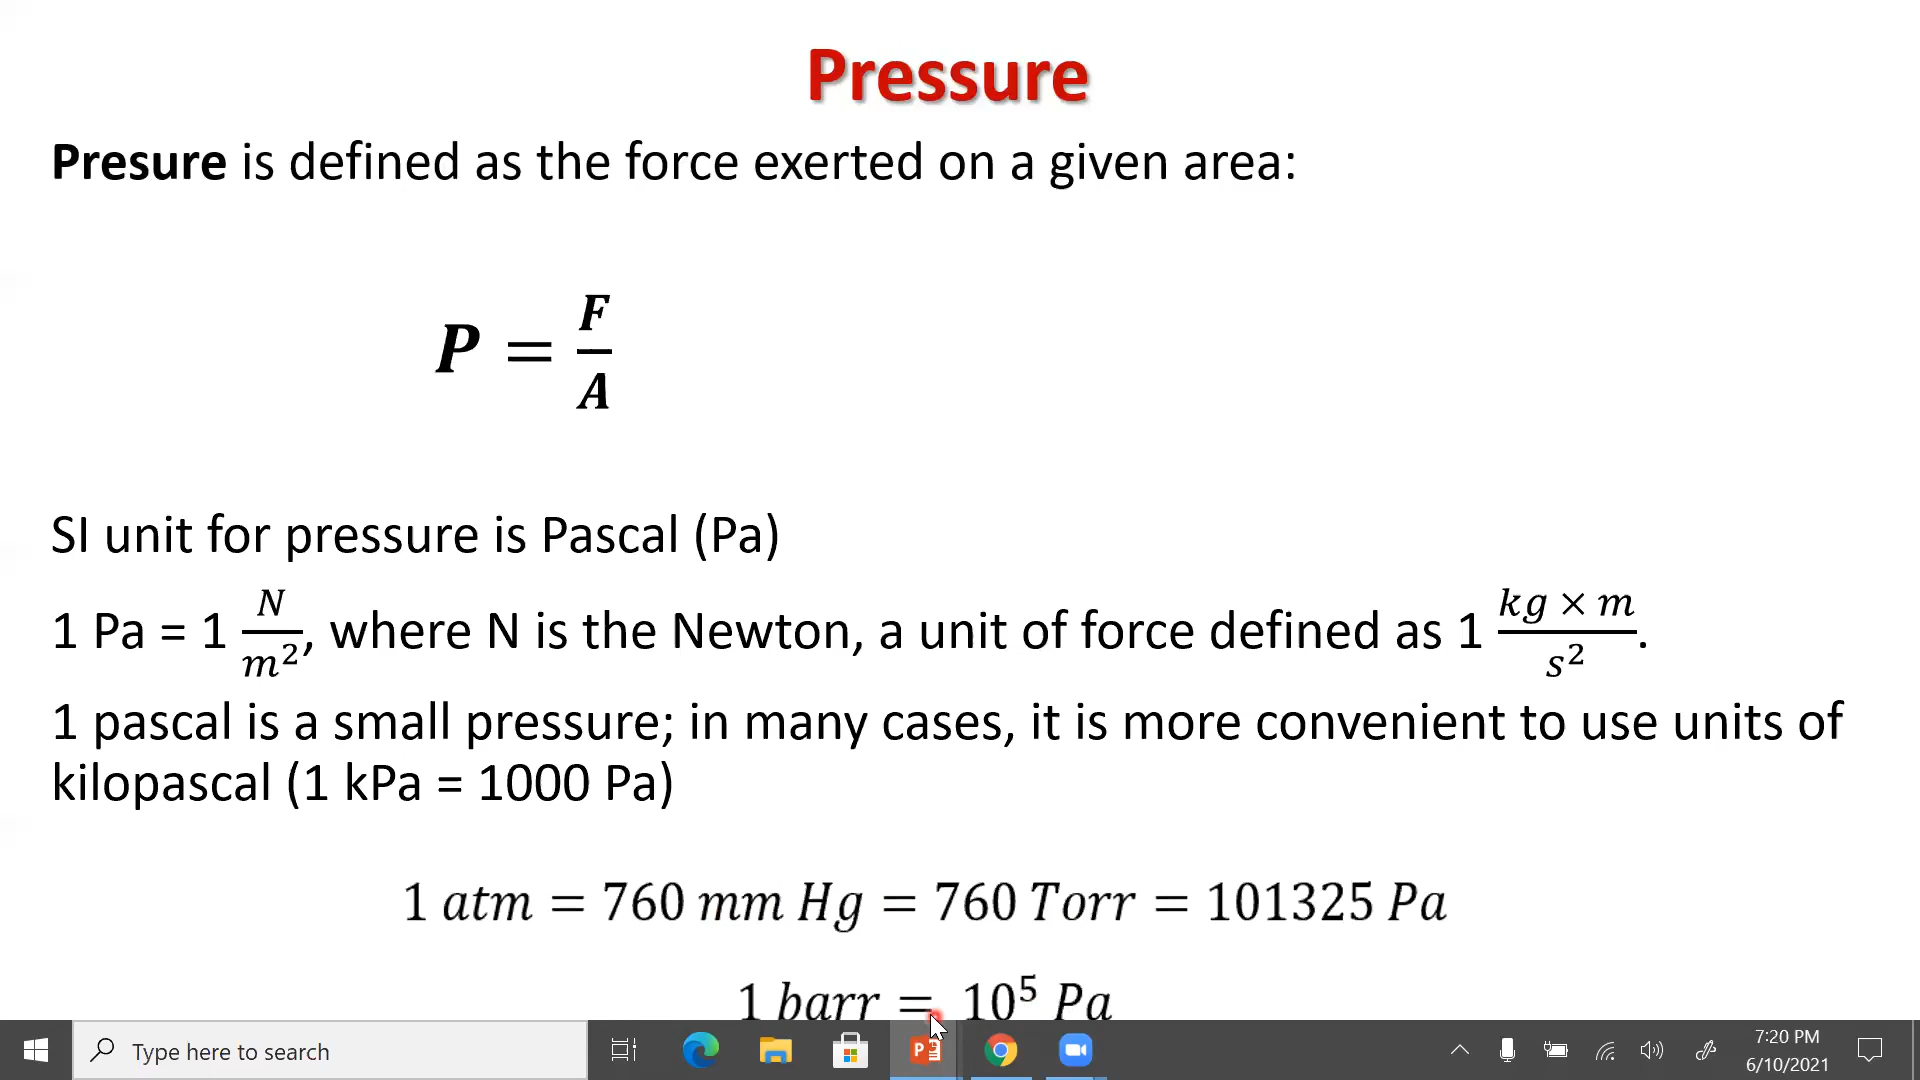 Pressure
Presure is defined as the force exerted on a given area:
P = F/A
SI unit for pressure is Pascal (Pa)
1 Pa = 1 N/m², where N is the Newton, a unit of force defined as 1 kg × m/s².
1 pascal is a small pressure; in many cases, it is more convenient to use units of
kilopascal (1 kPa = 1000 Pa)
1 atm = 760 mm Hg = 760 Torr = 101325 Pa
1 barr = 10⁵ Pa
Type here to search
7:20 PM
6/10/2021